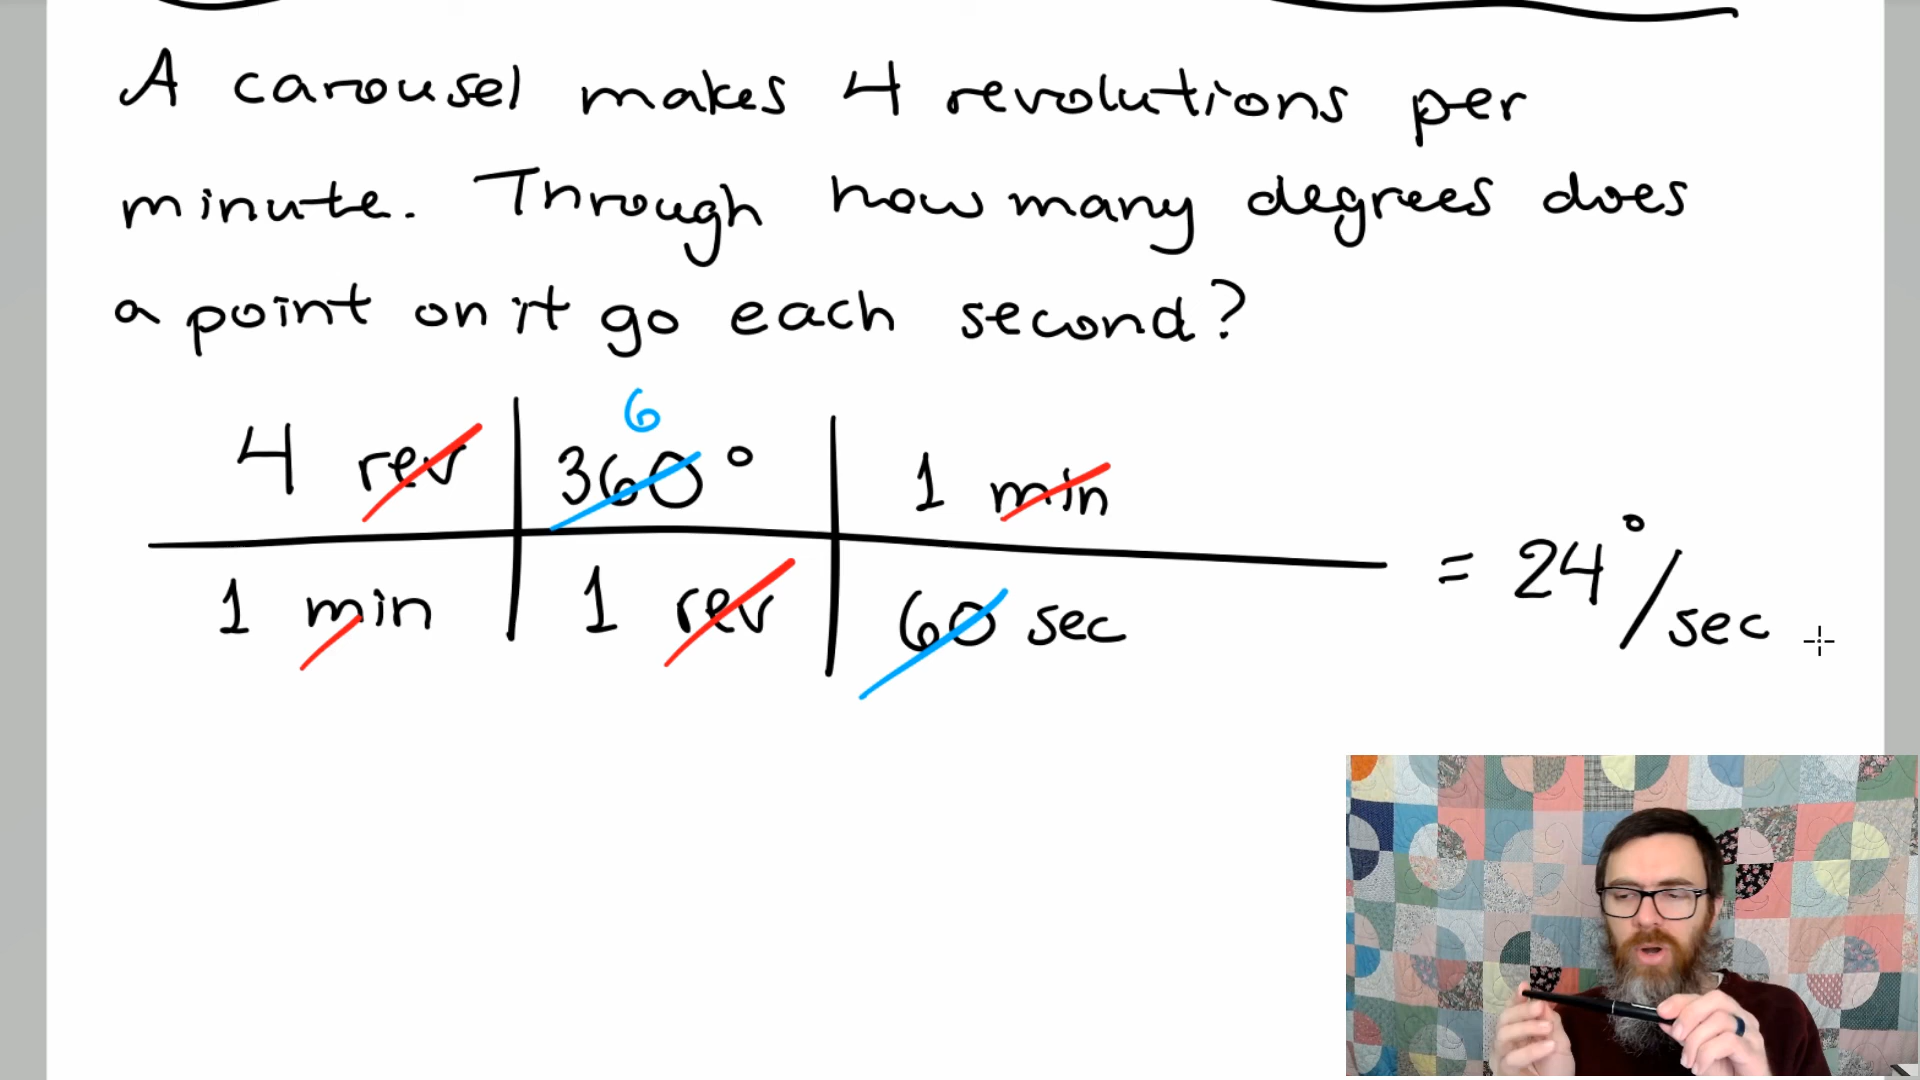 A carousel makes 4 revolutions per
minute. Through how many degrees does
a point on it go each second?
6
4 rev | 360° | 1 min
1 min | 1 rev | 60 sec
= 24°/sec